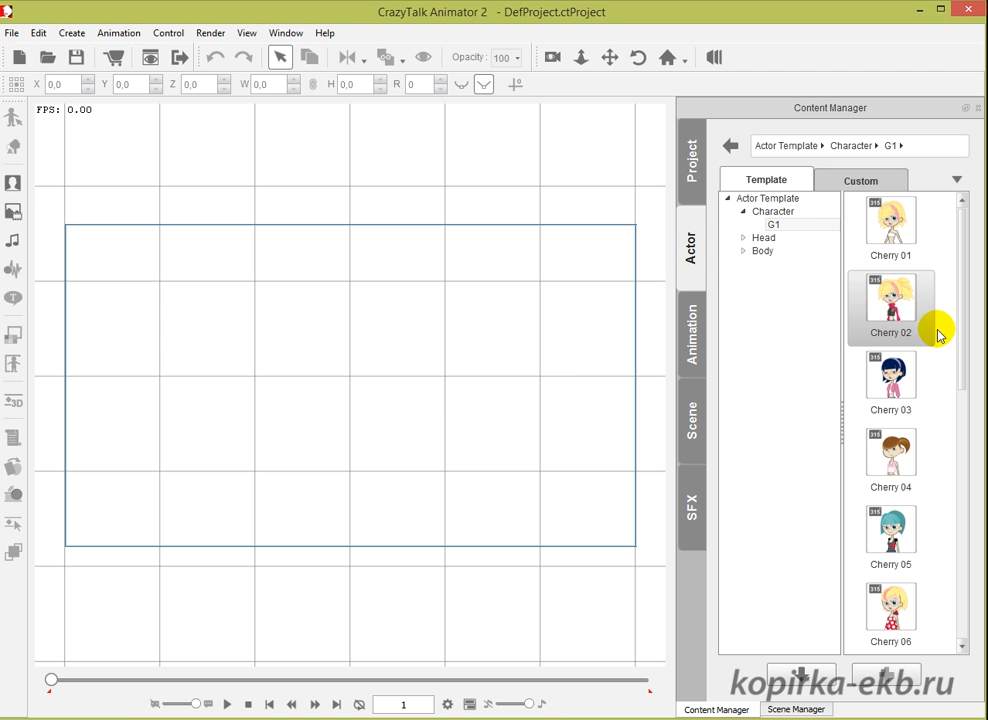 CrazyTalk Animator 2 - DefProject.ctProject
File Edit Create Animation Control Render View Window Help
Opacity : 100
X 0,0 Y 0,0 Z 0,0 W 0,0 H 0,0 R 0
FPS: 0.00
Content Manager
Actor Template Character G1
Template Custom
Project
Actor
Animation
Scene
SFX
Actor Template
Character
G1
Head
Body
315
Cherry 01
315
Cherry 02
315
Cherry 03
315
Cherry 04
315
Cherry 05
315
Cherry 06
3D
1
kopilka-ekb.ru
Content Manager Scene Manager